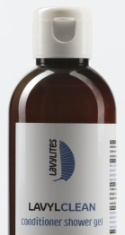 LAVYLITES
LAVYLCLEAN
conditioner shower gel